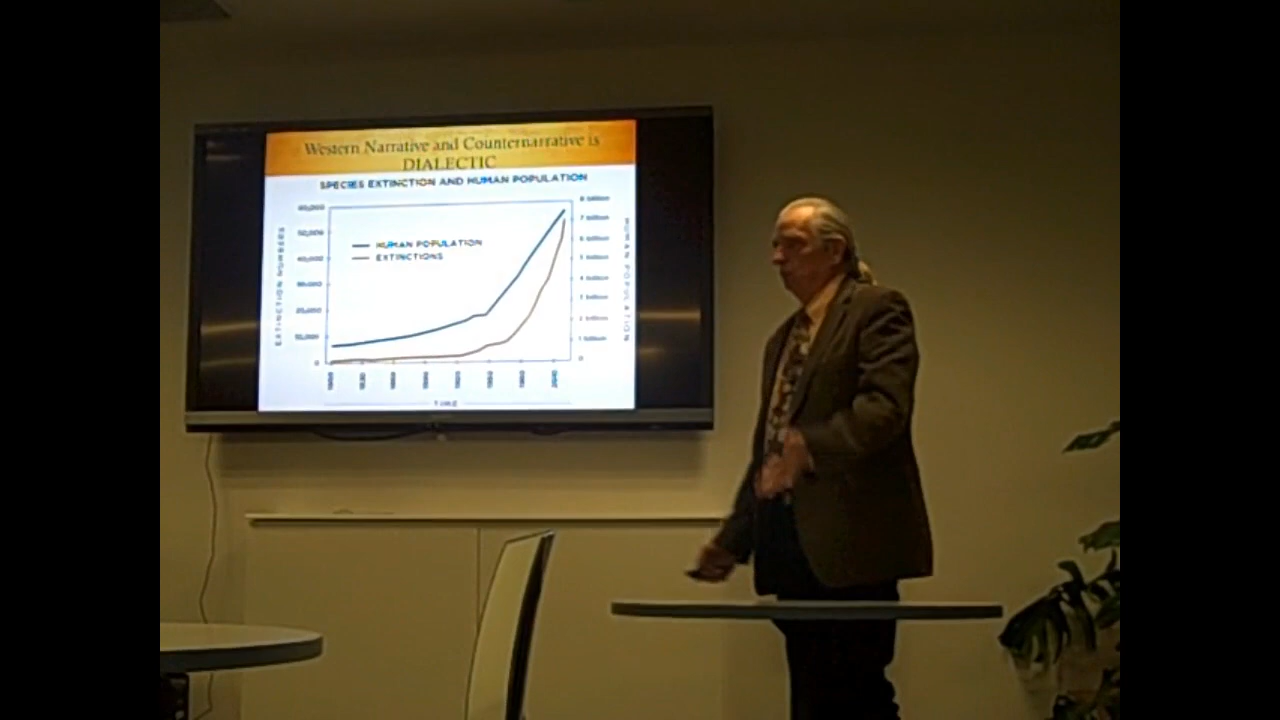 Western Narrative and Counternarrative is
DIALECTIC
SPECIES EXTINCTION AND HUMAN POPULATION
60,000
50,000
40,000
30,000
20,000
10,000
0
EXTINCTION NUMBERS
HUMAN POPULATION
EXTINCTIONS
8 billion
7 billion
6 billion
5 billion
4 billion
3 billion
2 billion
1 billion
0
HUMAN POPULATION
TIME